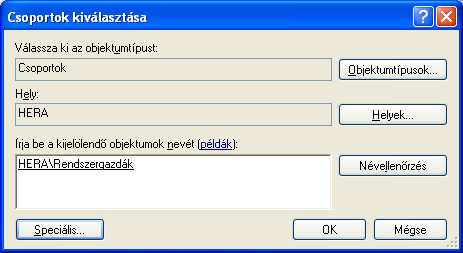 Csoportok kiválasztása
Válassza ki az objektumtípust:
Csoportok
Objektumtípusok...
Hely:
HERA
Helyek...
Írja be a kijelölendő objektumok nevét (példák):
HERA\Rendszergazdák
Névellenőrzés
Speciális...
OK
Mégse